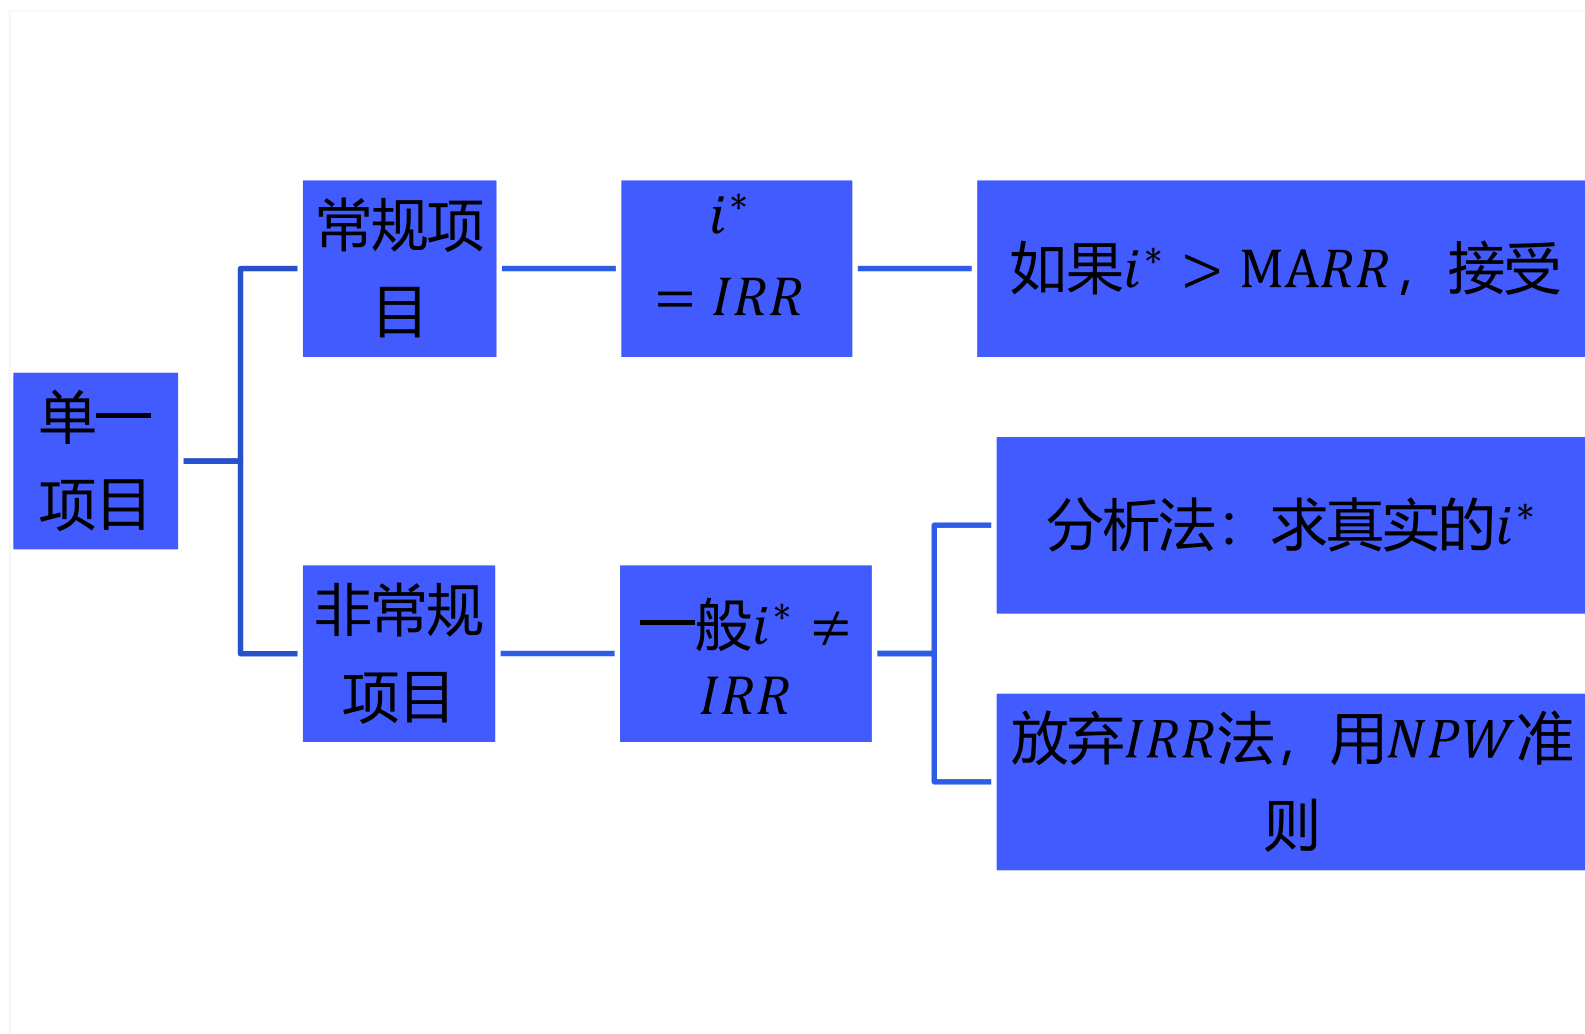 单一
项目
常规项
目
i*
= IRR
如果i* > MARR，接受
非常规
项目
一般i* ≠
IRR
分析法：求真实的i*
放弃IRR法，用NPW准
则